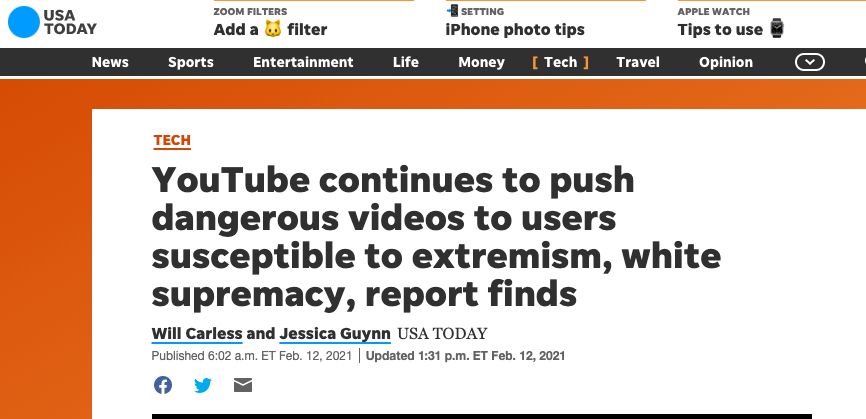 USA
TODAY
ZOOM FILTERS
Add a 🐱 filter
📲 SETTING
iPhone photo tips
APPLE WATCH
Tips to use ⌚
News Sports Entertainment Life Money [ Tech ] Travel Opinion
TECH
YouTube continues to push
dangerous videos to users
susceptible to extremism, white
supremacy, report finds
Will Carless and Jessica Guynn USA TODAY
Published 6:02 a.m. ET Feb. 12, 2021 | Updated 1:31 p.m. ET Feb. 12, 2021